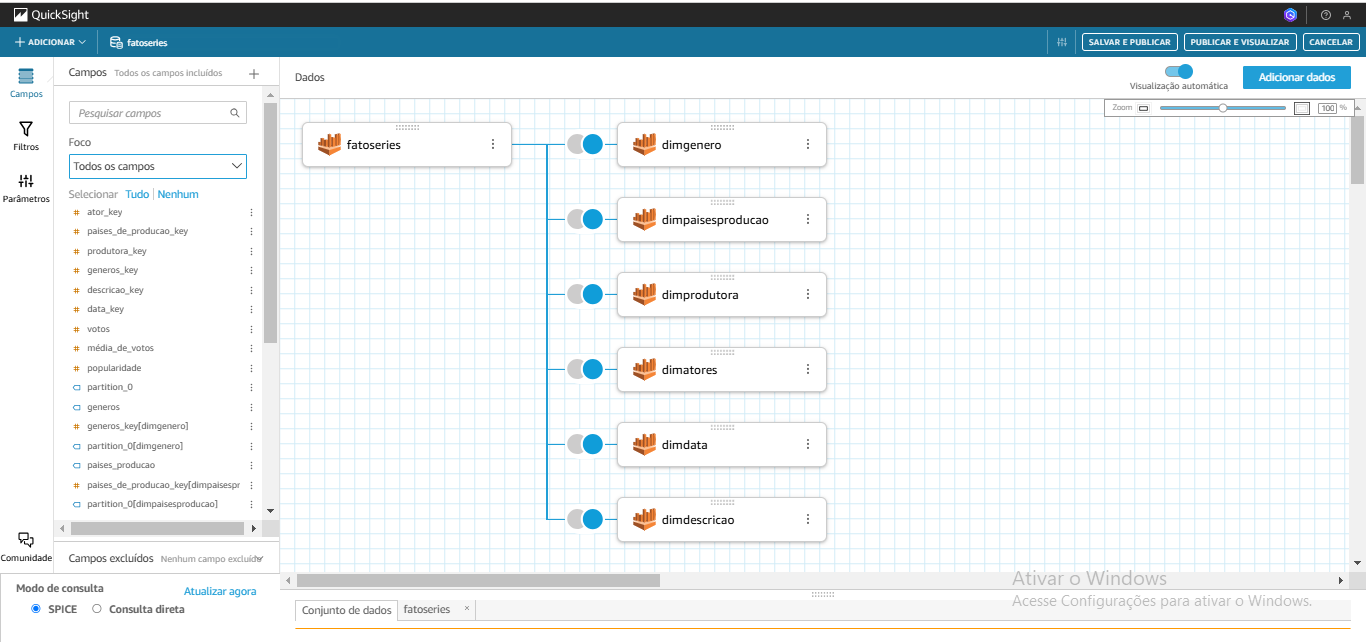 QuickSight
ADICIONAR
fatoseries
SALVAR E PUBLICAR
PUBLICAR E VISUALIZAR
CANCELAR
Campos
Filtros
Parâmetros
Comunidade
Campos Todos os campos incluídos
Pesquisar campos
Foco
Todos os campos
Selecionar Tudo Nenhum
ator_key
paises_de_producao_key
produtora_key
generos_key
descricao_key
data_key
votos
média_de_votos
popularidade
partition_0
generos
generos_key[dimgenero]
partition_0[dimgenero]
paises_producao
paises_de_producao_key[dimpaisespr
partition_0[dimpaisesproducao]
Campos excluídos Nenhum campo excluído
Modo de consulta Atualizar agora
SPICE Consulta direta
Dados
Visualização automática
Adicionar dados
Zoom 100 %
fatoseries
dimgenero
dimpaisesproducao
dimprodutora
dimatores
dimdata
dimdescricao
Conjunto de dados fatoseries ×
Ativar o Windows
Acesse Configurações para ativar o Windows.